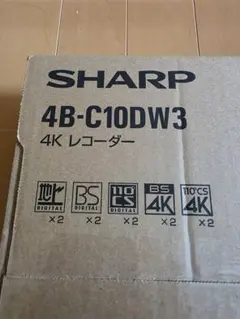 SHARP
4B-C10DW3
4K レコーダー
地上 DIGITAL BS DIGITAL 110°CS DIGITAL BS 4K 110°CS 4K
×2 ×2 ×2 ×2 ×2